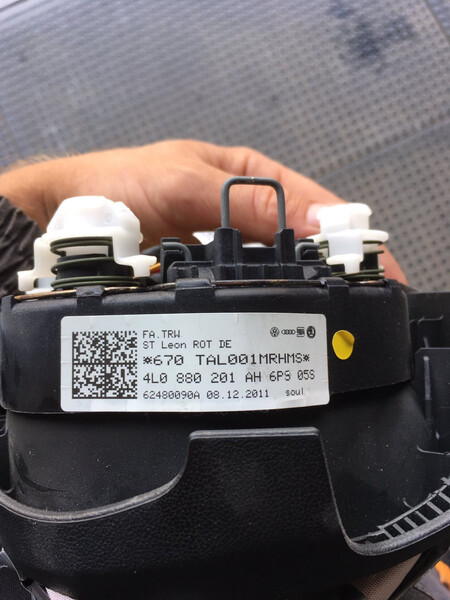 FA.TRW
ST Leon ROT DE
*670 TAL001MRHMS*
4L0 880 201 AH 6PS 05S
62480090A 08.12.2011 soul